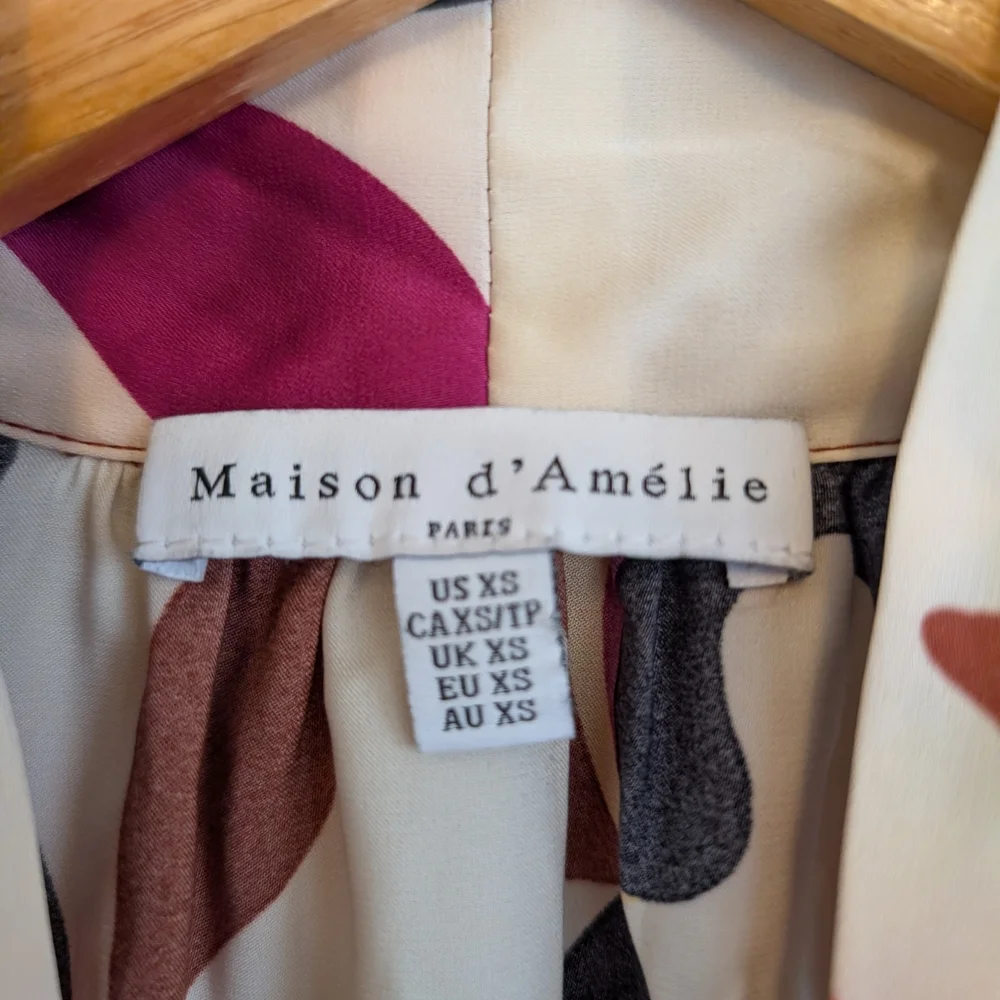 Maison d'Amélie
PARIS
US XS
CA XS/TP
UK XS
EU XS
AU XS